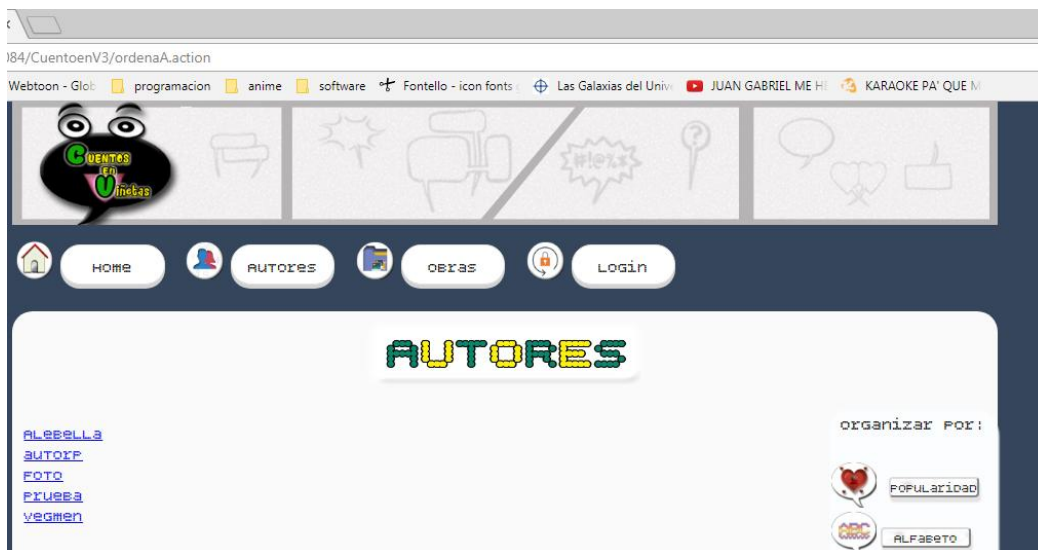 084/CuentoenV3/ordenaA.action
Webtoon - Glob programacion anime software Fontello - icon fonts Las Galaxias del Univ JUAN GABRIEL ME H KARAOKE PA' QUE M
Cuentos
En
Viñetas
#!@?*$
?
Home Autores Obras Login
AUTORES
alebella
autorp
foto
prueba
vegmen
organizar por:
Popularidad
ABC
Alfabeto